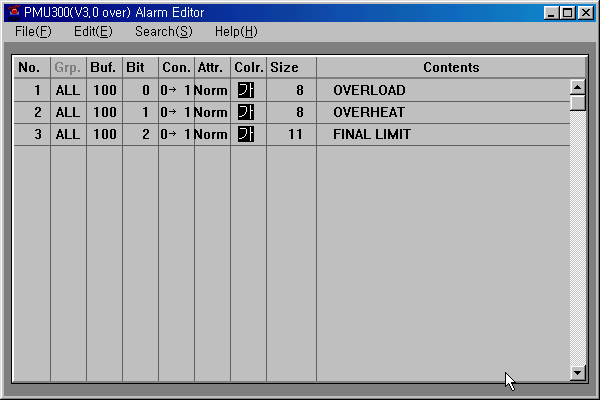 PMU300(V3,0 over) Alarm Editor
File(F) Edit(E) Search(S) Help(H)
No. Grp. Buf. Bit Con. Attr. Colr. Size Contents
1 ALL 100 0 0→ 1 Norm 가 8 OVERLOAD
2 ALL 100 1 0→ 1 Norm 가 8 OVERHEAT
3 ALL 100 2 0→ 1 Norm 가 11 FINAL LIMIT